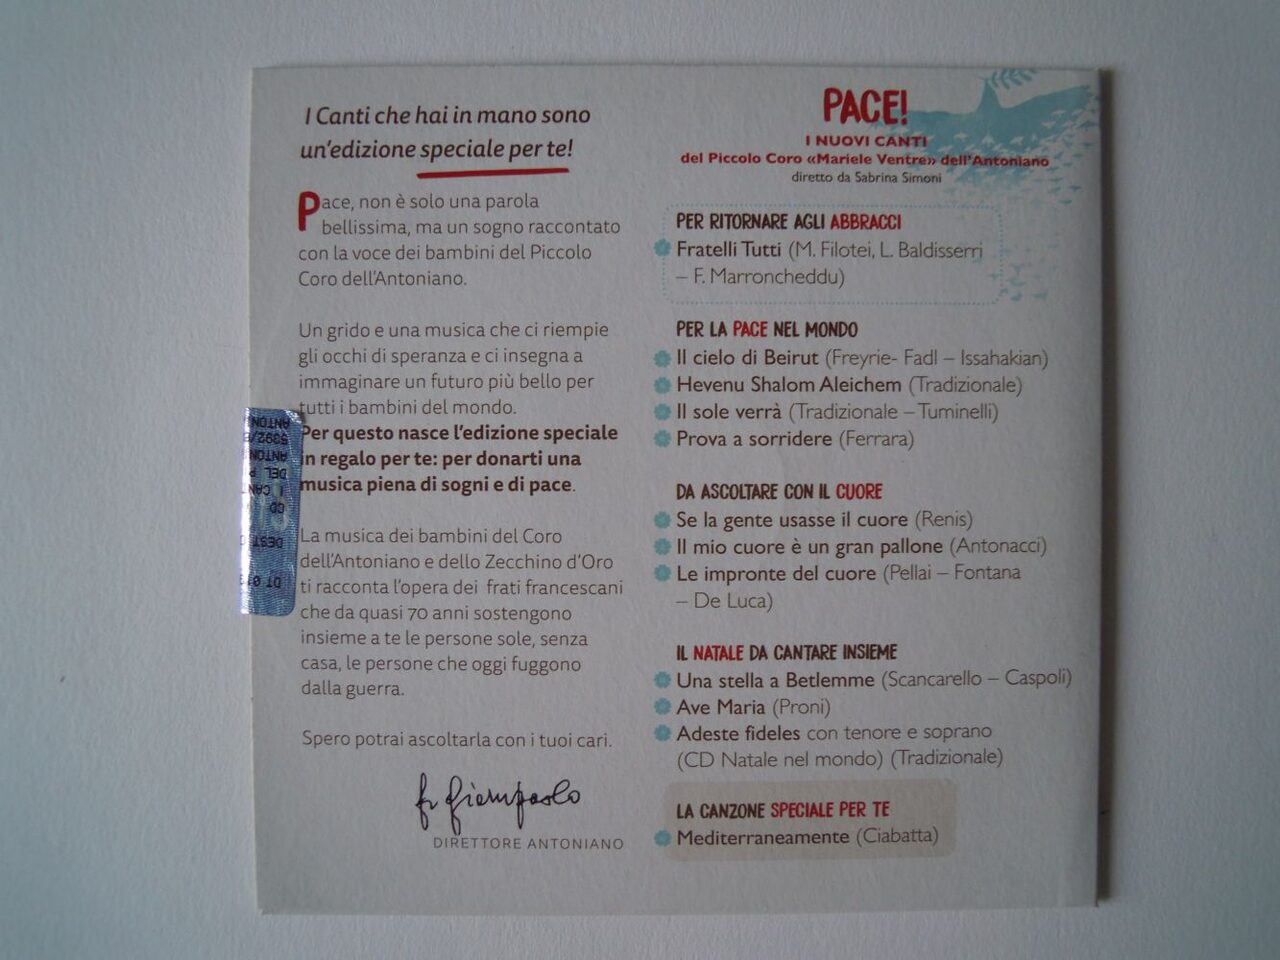 I Canti che hai in mano sono
un'edizione speciale per te!
Pace, non è solo una parola
bellissima, ma un sogno raccontato
con la voce dei bambini del Piccolo
Coro dell'Antoniano.
Un grido e una musica che ci riempie
gli occhi di speranza e ci insegna a
immaginare un futuro più bello per
tutti i bambini del mondo.
Per questo nasce l'edizione speciale
in regalo per te: per donarti una
musica piena di sogni e di pace.
La musica dei bambini del Coro
dell'Antoniano e dello Zecchino d'Oro
ti racconta l'opera dei frati francescani
che da quasi 70 anni sostengono
insieme a te le persone sole, senza
casa, le persone che oggi fuggono
dalla guerra.
Spero potrai ascoltarla con i tuoi cari.
fr Giampaolo
DIRETTORE ANTONIANO
PACE!
I NUOVI CANTI
del Piccolo Coro «Mariele Ventre» dell'Antoniano
diretto da Sabrina Simoni
PER RITORNARE AGLI ABBRACCI
Fratelli Tutti (M. Filotei, L. Baldisserri
– F. Marroncheddu)
PER LA PACE NEL MONDO
Il cielo di Beirut (Freyrie- Fadl – Issahakian)
Hevenu Shalom Aleichem (Tradizionale)
Il sole verrà (Tradizionale – Tuminelli)
Prova a sorridere (Ferrara)
DA ASCOLTARE CON IL CUORE
Se la gente usasse il cuore (Renis)
Il mio cuore è un gran pallone (Antonacci)
Le impronte del cuore (Pellai – Fontana
– De Luca)
IL NATALE DA CANTARE INSIEME
Una stella a Betlemme (Scancarello – Caspoli)
Ave Maria (Proni)
Adeste fideles con tenore e soprano
(CD Natale nel mondo) (Tradizionale)
LA CANZONE SPECIALE PER TE
Mediterraneamente (Ciabatta)